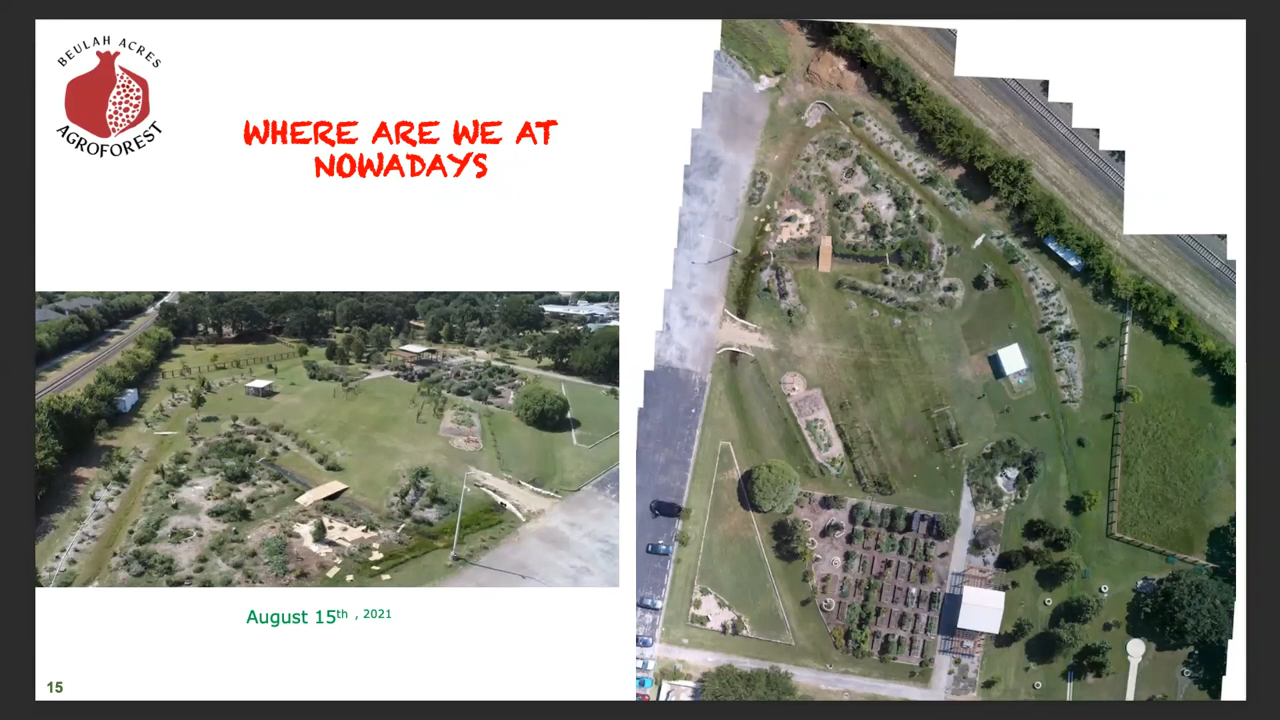 BEULAH ACRES
AGROFOREST
WHERE ARE WE AT
NOWADAYS
August 15th , 2021
15